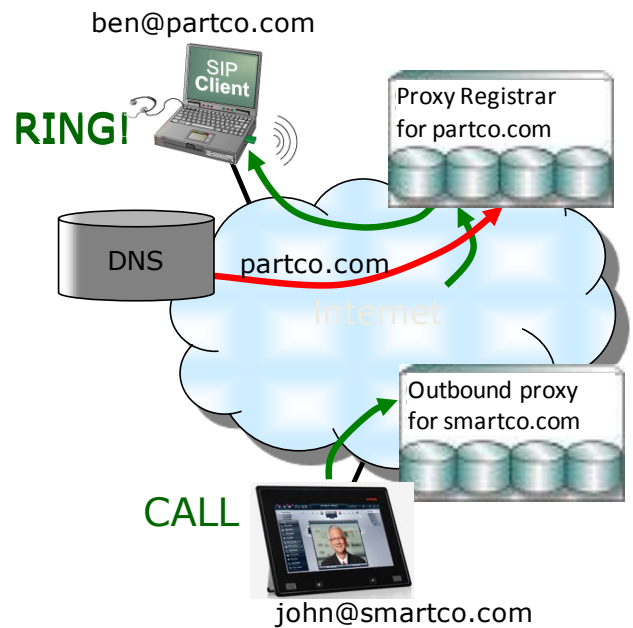 ben@partco.com
SIP
Client
RING!
Proxy Registrar
for partco.com
DNS
partco.com
Internet
Outbound proxy
for smartco.com
CALL
john@smartco.com